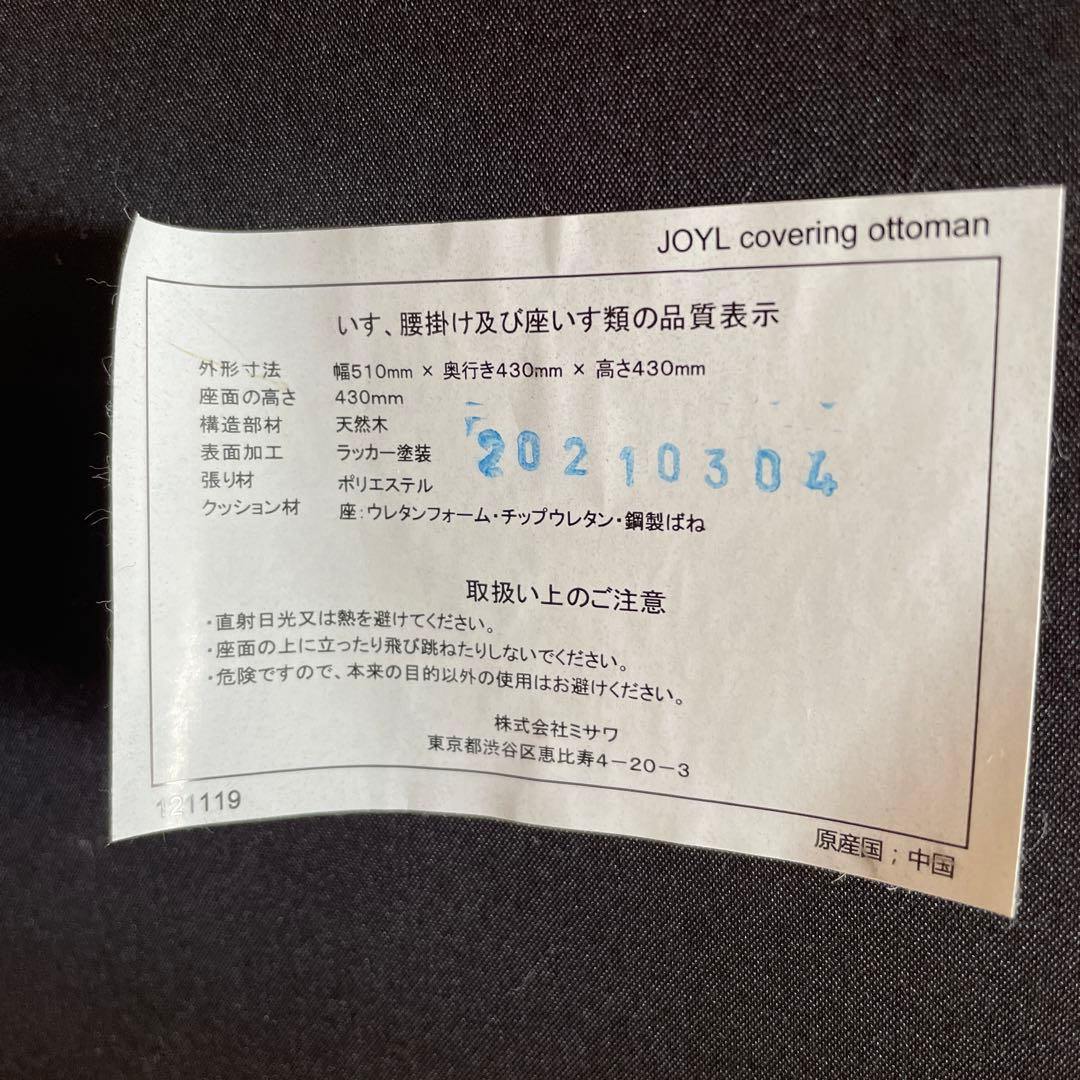 JOYL covering ottoman
いす、腰掛け及び座いす類の品質表示
外形寸法 幅510mm × 奥行き430mm × 高さ430mm
座面の高さ 430mm
構造部材 天然木
表面加工 ラッカー塗装
張り材 ポリエステル
クッション材 座:ウレタンフォーム・チップウレタン・鋼製ばね
20210304
取扱い上のご注意
・直射日光又は熱を避けてください。
・座面の上に立ったり飛び跳ねたりしないでください。
・危険ですので、本来の目的以外の使用はお避けください。
株式会社ミサワ
東京都渋谷区恵比寿4-20-3
121119
原産国;中国